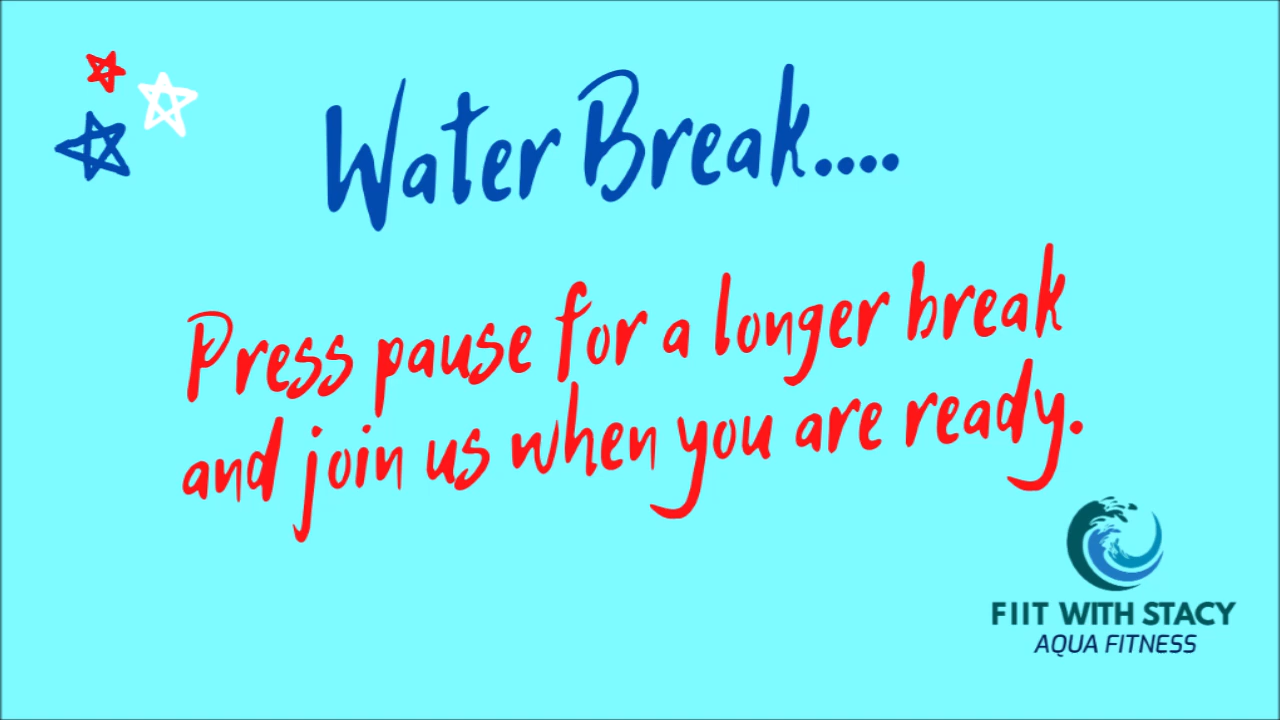 Water Break....
Press pause for a longer break
and join us when you are ready.
FIIT WITH STACY
AQUA FITNESS